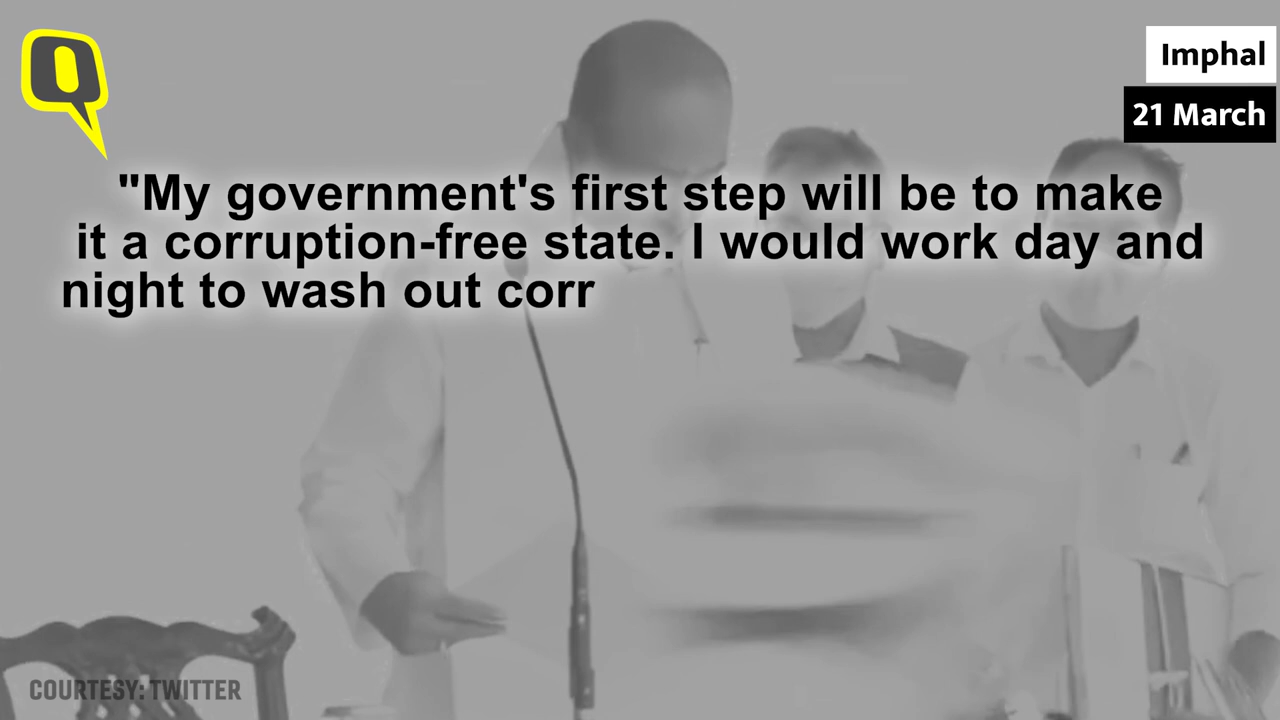 Imphal
21 March
"My government's first step will be to make
it a corruption-free state. I would work day and
night to wash out corr
COURTESY: TWITTER